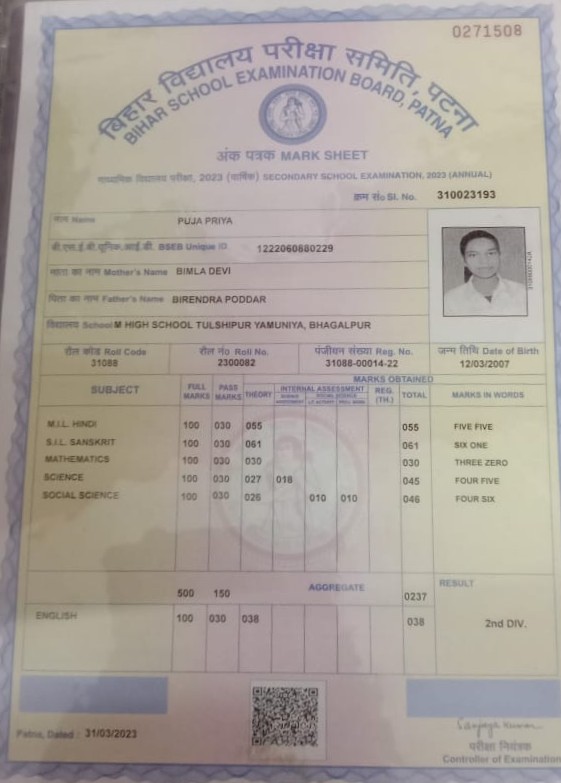 0271508
बिहार विद्यालय परीक्षा समिति, पटना
BIHAR SCHOOL EXAMINATION BOARD, PATNA
अंक पत्रक MARK SHEET
माध्यमिक विद्यालय परीक्षा, 2023 (वार्षिक) SECONDARY SCHOOL EXAMINATION, 2023 (ANNUAL)
क्रम सं० Sl. No. 310023193
नाम Name PUJA PRIYA
बी.एस.ई.बी यूनिक.आई.डी. BSEB Unique ID 1222060880229
माता का नाम Mother's Name BIMLA DEVI
पिता का नाम Father's Name BIRENDRA PODDAR
विद्यालय School M HIGH SCHOOL TULSHIPUR YAMUNIYA, BHAGALPUR
रौल कोड Roll Code रौल नं० Roll No. पंजीयन संख्या Reg. No. जन्म तिथि Date of Birth
31088 2300082 31088-00014-22 12/03/2007
SUBJECT FULL MARKS PASS MARKS MARKS OBTAINED
THEORY INTERNAL ASSESSMENT REG. (TH.) TOTAL MARKS IN WORDS
M.I.L. HINDI 100 030 055 055 FIVE FIVE
S.I.L. SANSKRIT 100 030 061 061 SIX ONE
MATHEMATICS 100 030 030 030 THREE ZERO
SCIENCE 100 030 027 018 045 FOUR FIVE
SOCIAL SCIENCE 100 030 026 010 010 046 FOUR SIX
500 150 AGGREGATE 0237 RESULT
ENGLISH 100 030 038 038 2nd DIV.
Patna, Dated : 31/03/2023
परीक्षा नियंत्रक
Controller of Examination